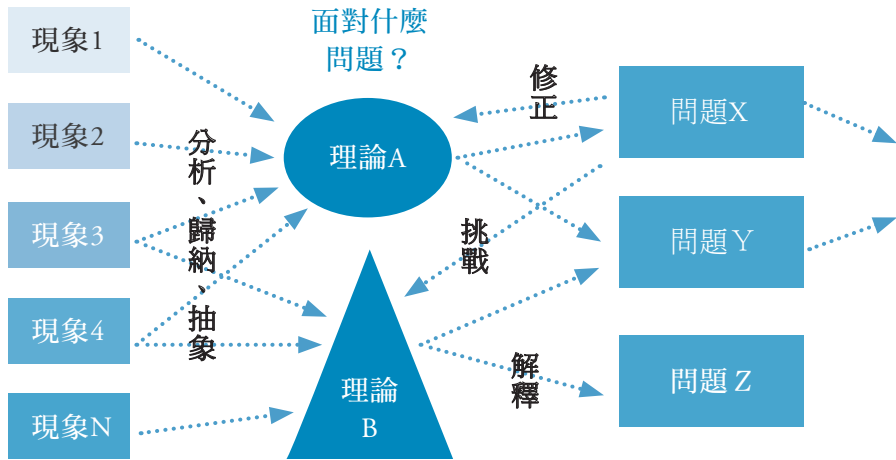 現象1
現象2
現象3
現象4
現象N
分析、歸納、抽象
面對什麼
問題？
理論A
理論
B
修正
挑戰
解釋
問題X
問題Y
問題Z